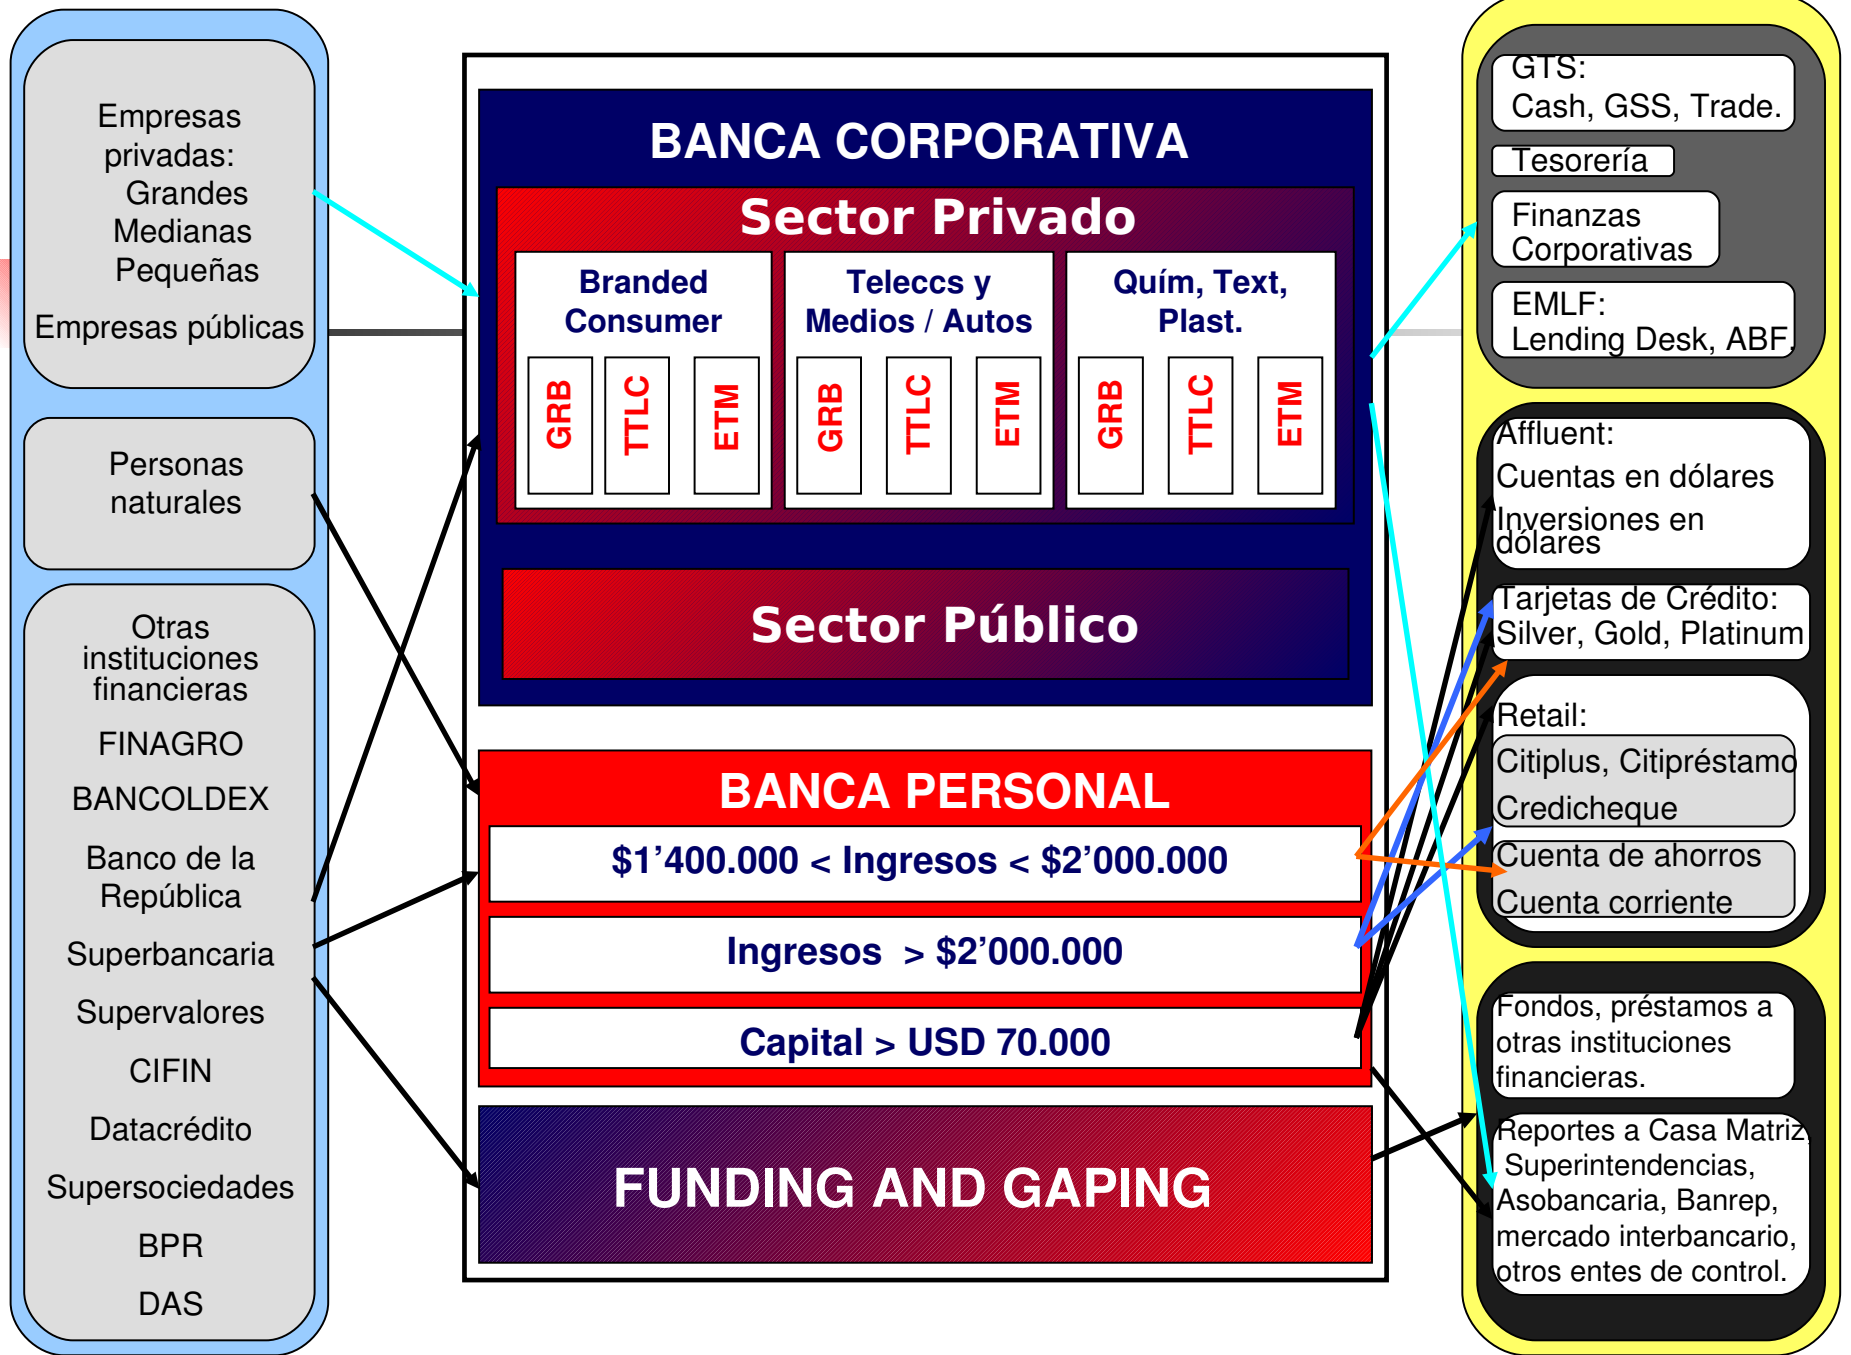 Empresas
privadas:
Grandes
Medianas
Pequeñas
Empresas públicas
Personas
naturales
Otras
instituciones
financieras
FINAGRO
BANCOLDEX
Banco de la
República
Superbancaria
Supervalores
CIFIN
Datacrédito
Supersociedades
BPR
DAS
BANCA CORPORATIVA
Sector Privado
Branded
Consumer
GRB
TTLC
ETM
Teleccs y
Medios / Autos
GRB
TTLC
ETM
Quím, Text,
Plast.
GRB
TTLC
ETM
Sector Público
BANCA PERSONAL
$1’400.000 < Ingresos < $2’000.000
Ingresos > $2’000.000
Capital > USD 70.000
FUNDING AND GAPING
GTS:
Cash, GSS, Trade.
Tesorería
Finanzas
Corporativas
EMLF:
Lending Desk, ABF.
Affluent:
Cuentas en dólares
Inversiones en
dólares
Tarjetas de Crédito:
Silver, Gold, Platinum
Retail:
Citiplus, Citipréstamo
Credicheque
Cuenta de ahorros
Cuenta corriente
Fondos, préstamos a
otras instituciones
financieras.
Reportes a Casa Matriz,
Superintendencias,
Asobancaria, Banrep,
mercado interbancario,
otros entes de control.